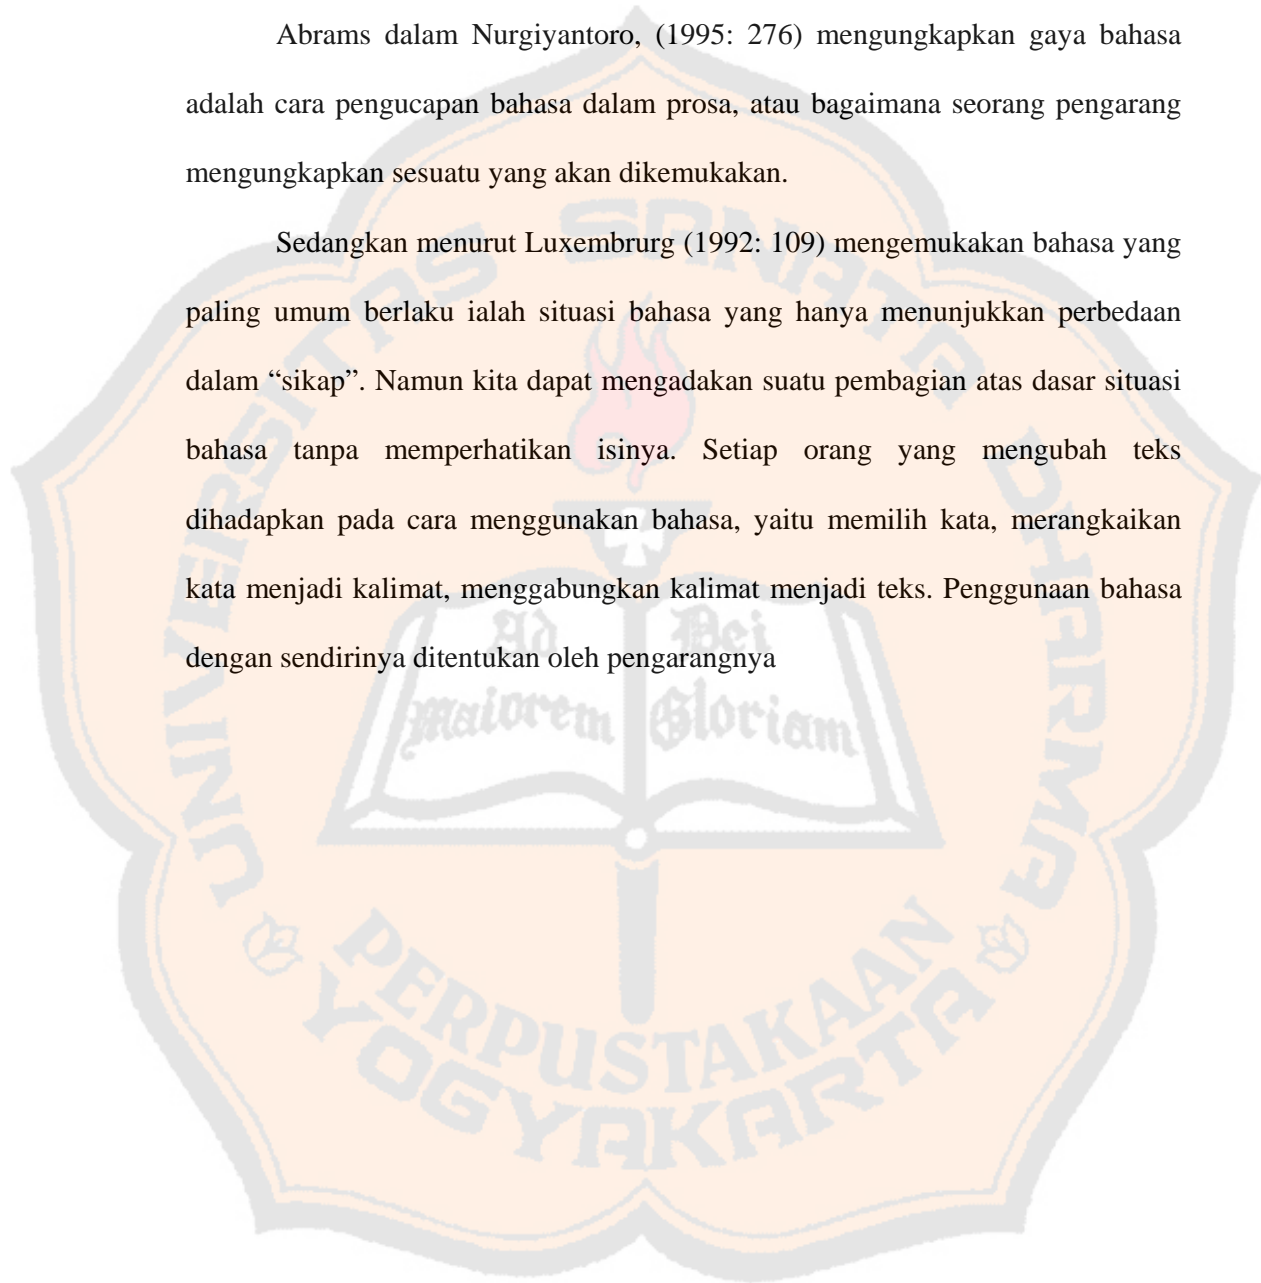 Abrams dalam Nurgiyantoro, (1995: 276) mengungkapkan gaya bahasa
adalah cara pengucapan bahasa dalam prosa, atau bagaimana seorang pengarang
mengungkapkan sesuatu yang akan dikemukakan.
Sedangkan menurut Luxembrurg (1992: 109) mengemukakan bahasa yang
paling umum berlaku ialah situasi bahasa yang hanya menunjukkan perbedaan
dalam “sikap”. Namun kita dapat mengadakan suatu pembagian atas dasar situasi
bahasa tanpa memperhatikan isinya. Setiap orang yang mengubah teks
dihadapkan pada cara menggunakan bahasa, yaitu memilih kata, merangkaikan
kata menjadi kalimat, menggabungkan kalimat menjadi teks. Penggunaan bahasa
dengan sendirinya ditentukan oleh pengarangnya
UNIVERSITAS SANATA DHARMA
Ad Dei
Maiorem Gloriam
PERPUSTAKAAN
YOGYAKARTA